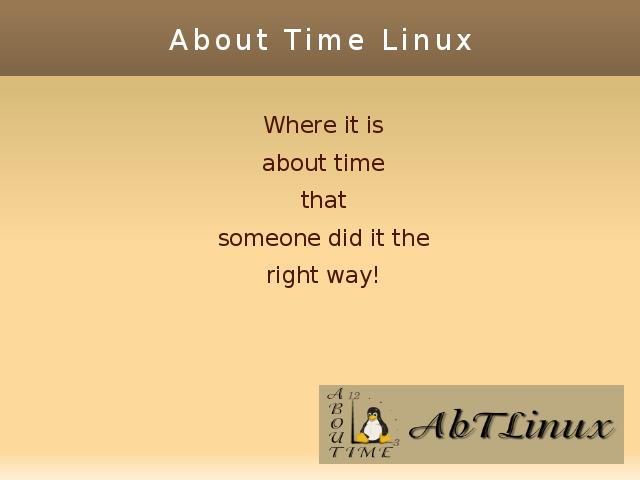 About Time Linux
Where it is
about time
that
someone did it the
right way!
ABOUT
TIME
12
3
AbTLinux